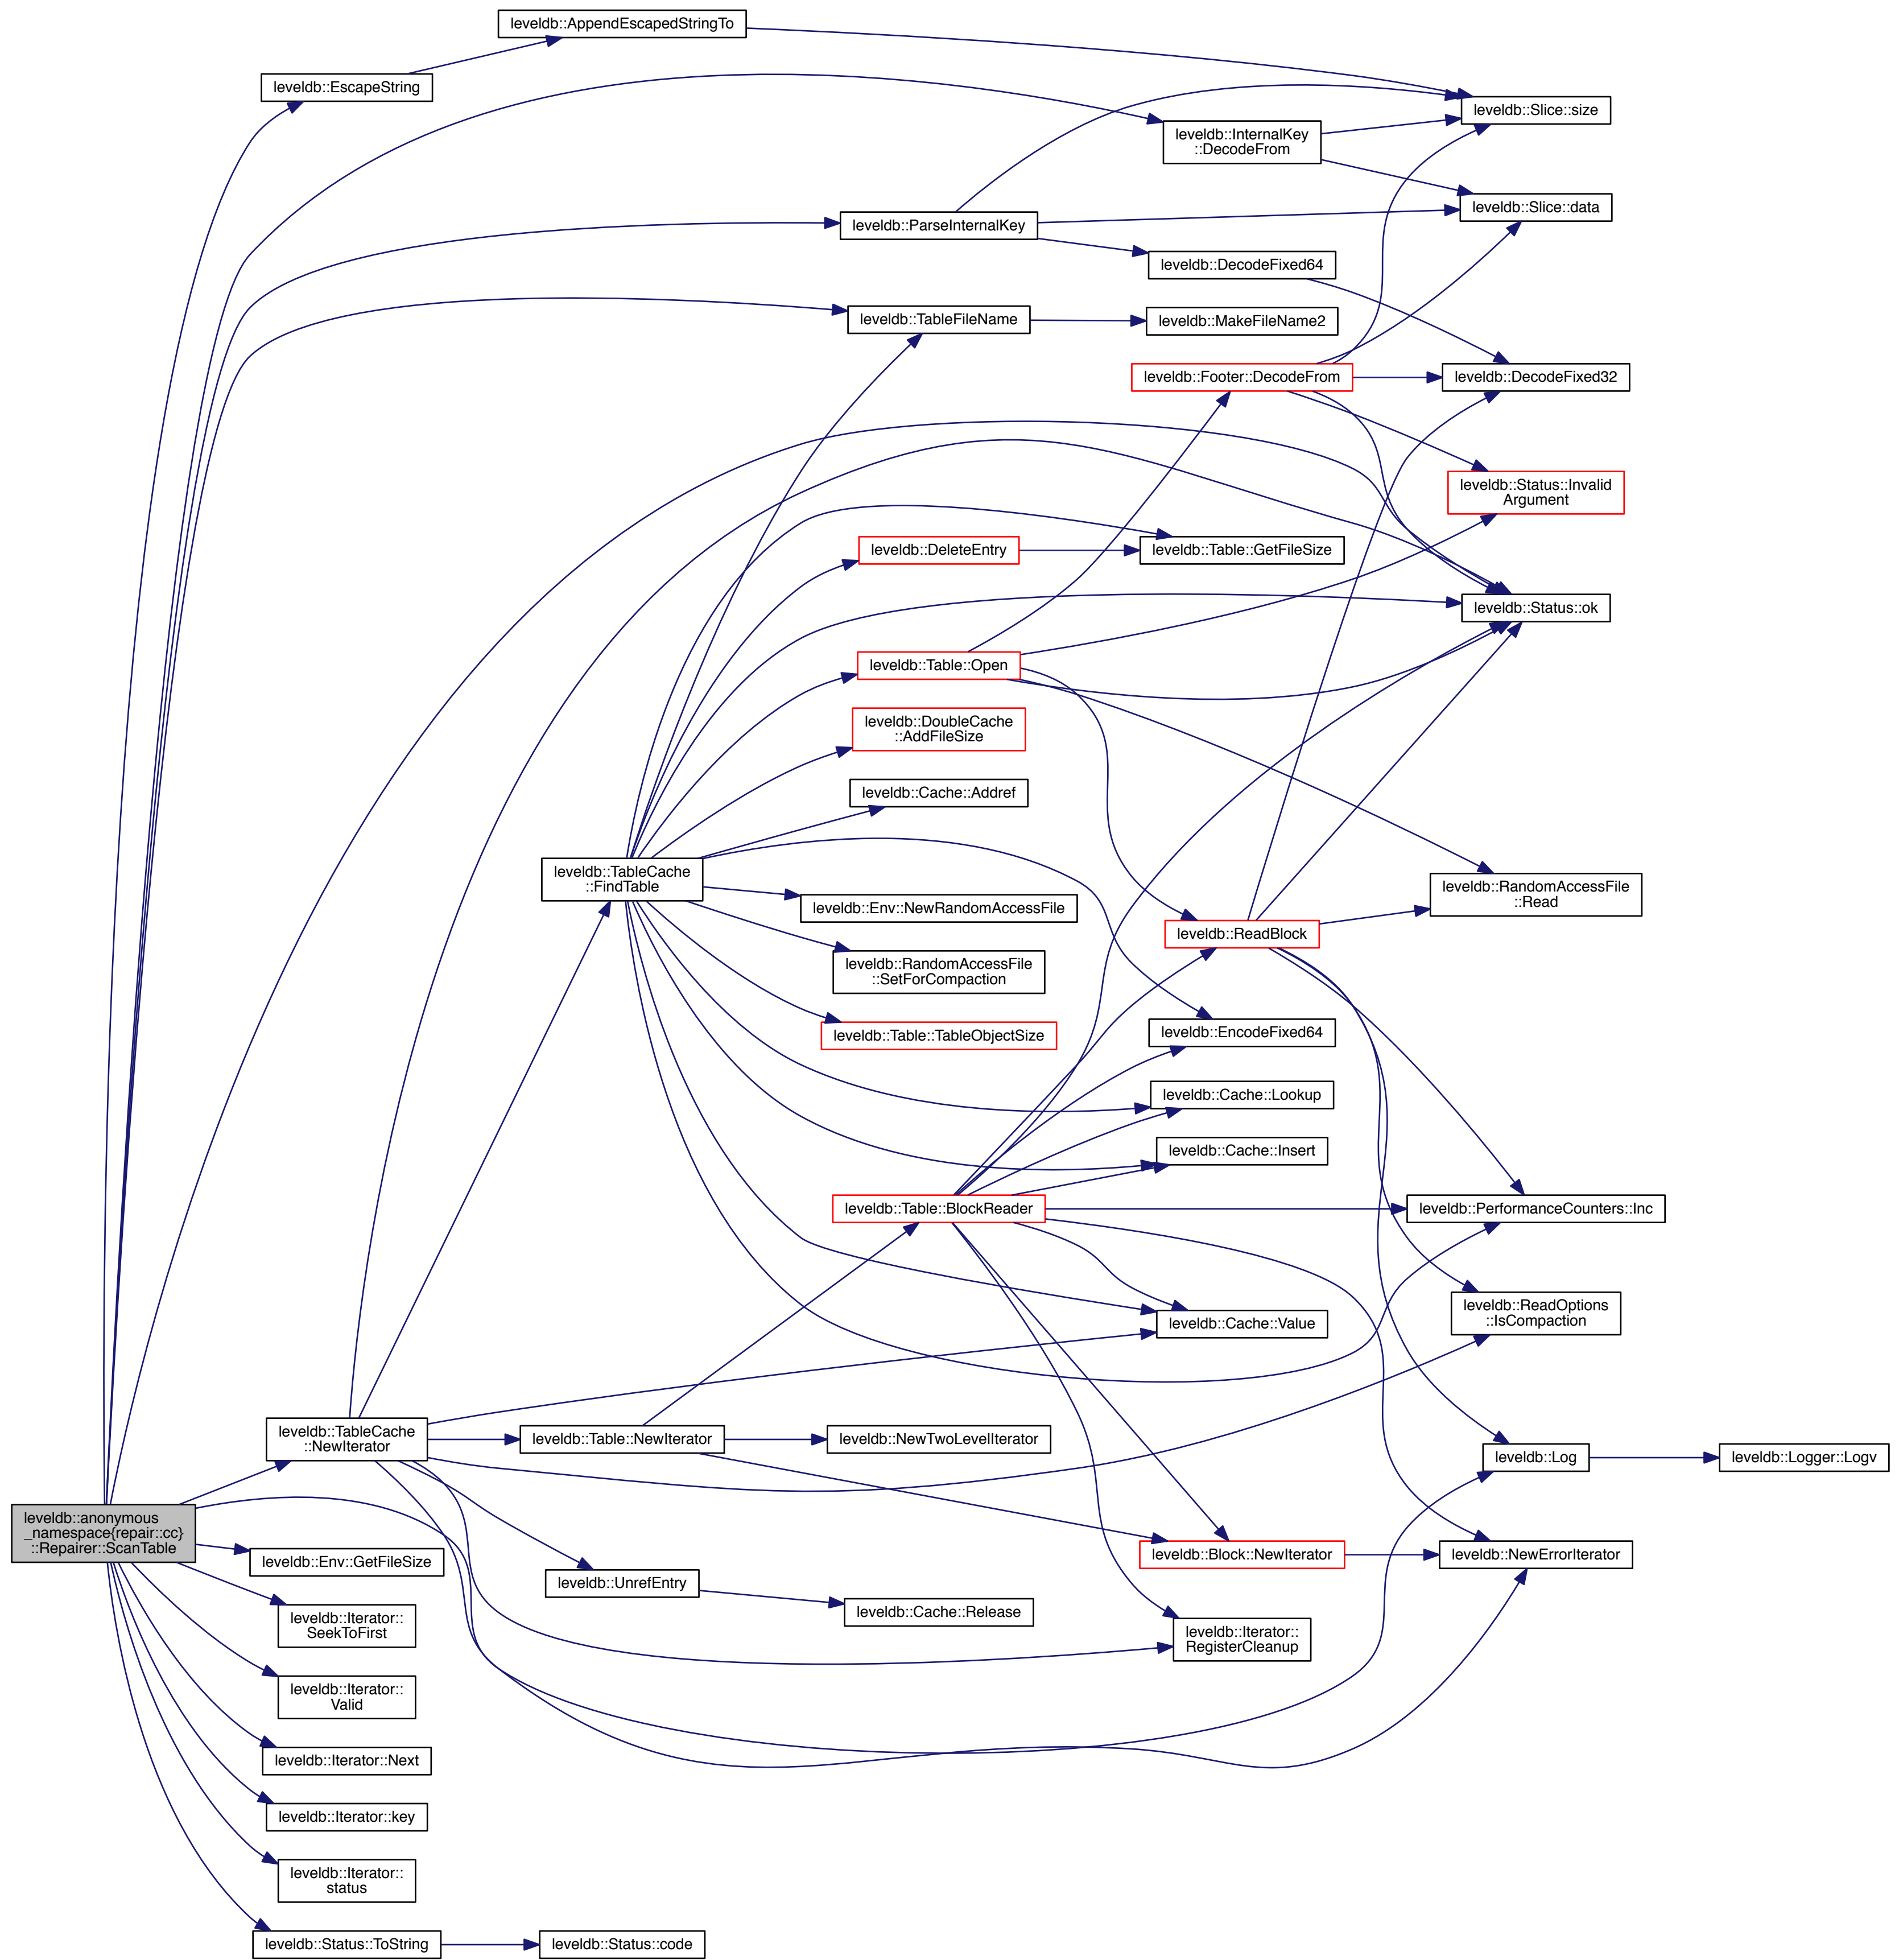 leveldb::AppendEscapedStringTo
leveldb::EscapeString
leveldb::Slice::size
leveldb::InternalKey
::DecodeFrom
leveldb::Slice::data
leveldb::ParseInternalKey
leveldb::DecodeFixed64
leveldb::TableFileName
leveldb::MakeFileName2
leveldb::Footer::DecodeFrom
leveldb::DecodeFixed32
leveldb::Status::Invalid
Argument
leveldb::DeleteEntry
leveldb::Table::GetFileSize
leveldb::Status::ok
leveldb::Table::Open
leveldb::DoubleCache
::AddFileSize
leveldb::Cache::Addref
leveldb::TableCache
::FindTable
leveldb::RandomAccessFile
::Read
leveldb::Env::NewRandomAccessFile
leveldb::ReadBlock
leveldb::RandomAccessFile
::SetForCompaction
leveldb::Table::TableObjectSize
leveldb::EncodeFixed64
leveldb::Cache::Lookup
leveldb::Cache::Insert
leveldb::Table::BlockReader
leveldb::PerformanceCounters::Inc
leveldb::Cache::Value
leveldb::ReadOptions
::IsCompaction
leveldb::TableCache
::NewIterator
leveldb::Table::NewIterator
leveldb::NewTwoLevelIterator
leveldb::Log
leveldb::Logger::Logv
leveldb::anonymous
_namespace{repair::cc}
::Repairer::ScanTable
leveldb::Env::GetFileSize
leveldb::Block::NewIterator
leveldb::NewErrorIterator
leveldb::UnrefEntry
leveldb::Cache::Release
leveldb::Iterator::
SeekToFirst
leveldb::Iterator::
RegisterCleanup
leveldb::Iterator::
Valid
leveldb::Iterator::Next
leveldb::Iterator::key
leveldb::Iterator::
status
leveldb::Status::ToString
leveldb::Status::code